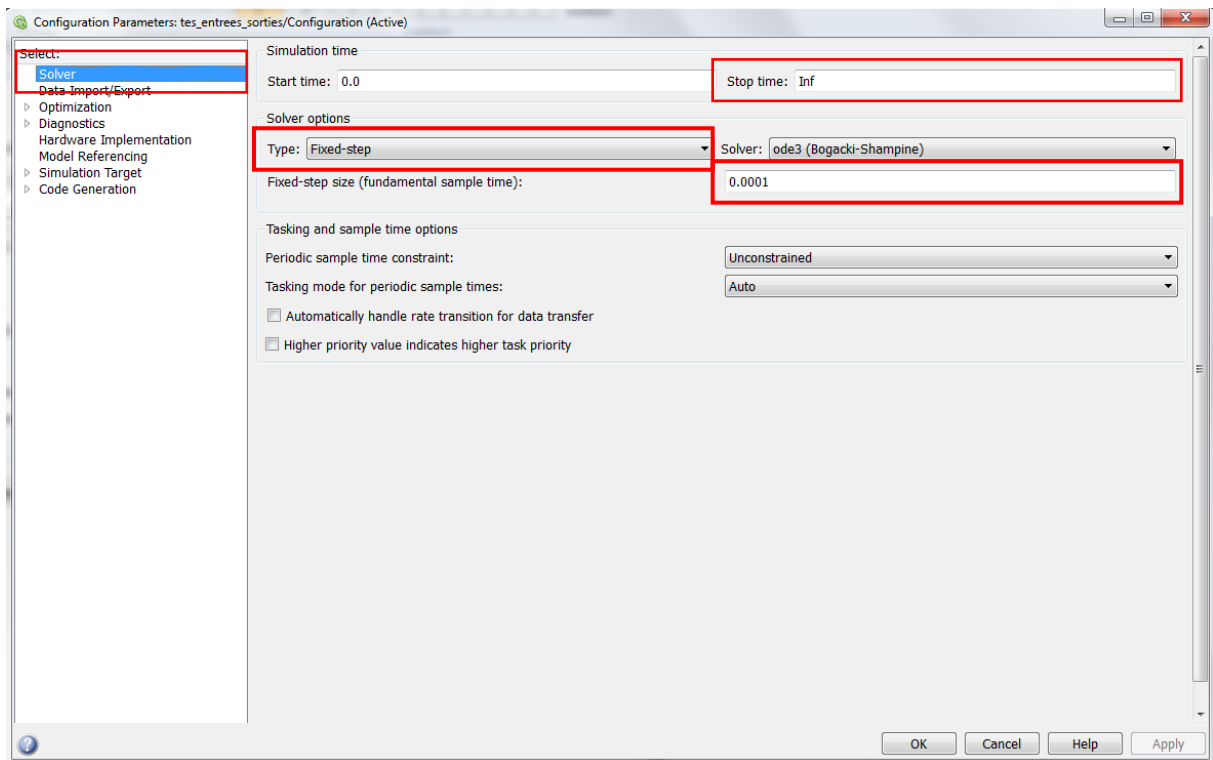 Configuration Parameters: tes_entrees_sorties/Configuration (Active)
Select:
Solver
Data Import/Export
Optimization
Diagnostics
Hardware Implementation
Model Referencing
Simulation Target
Code Generation
Simulation time
Start time: 0.0 Stop time: Inf
Solver options
Type: Fixed-step Solver: ode3 (Bogacki-Shampine)
Fixed-step size (fundamental sample time): 0.0001
Tasking and sample time options
Periodic sample time constraint: Unconstrained
Tasking mode for periodic sample times: Auto
Automatically handle rate transition for data transfer
Higher priority value indicates higher task priority
OK Cancel Help Apply